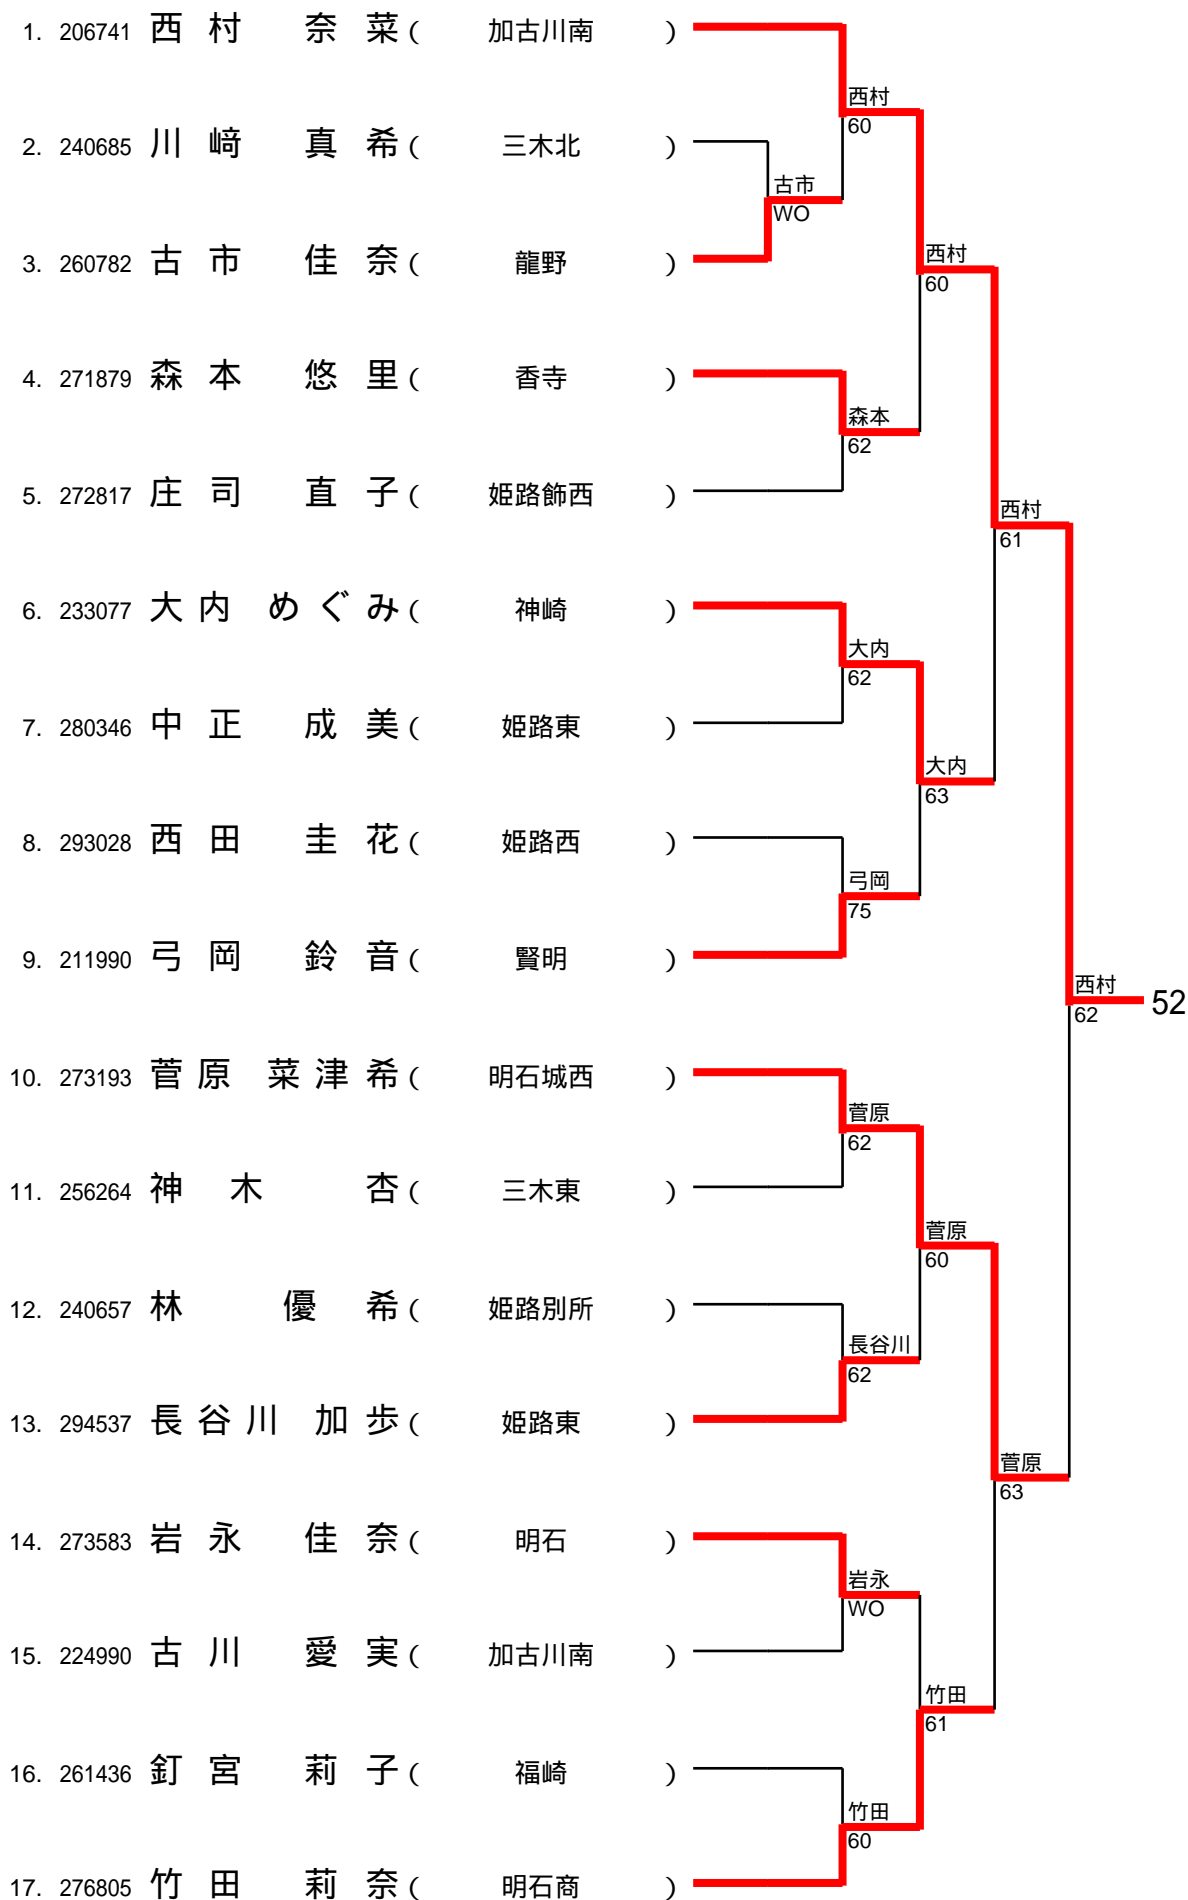 1. 206741 西村 奈菜 ( 加古川南 )
西村
60
2. 240685 川﨑 真希 ( 三木北 )
古市
WO
3. 260782 古市 佳奈 ( 龍野 )
西村
60
4. 271879 森本 悠里 ( 香寺 )
森本
62
5. 272817 庄司 直子 ( 姫路飾西 )
西村
61
6. 233077 大内 めぐみ ( 神崎 )
大内
62
7. 280346 中正 成美 ( 姫路東 )
大内
63
8. 293028 西田 圭花 ( 姫路西 )
弓岡
75
9. 211990 弓岡 鈴音 ( 賢明 )
西村
62
52
10. 273193 菅原 菜津希 ( 明石城西 )
菅原
62
11. 256264 神木 杏 ( 三木東 )
菅原
60
12. 240657 林 優希 ( 姫路別所 )
長谷川
62
13. 294537 長谷川 加歩 ( 姫路東 )
菅原
63
14. 273583 岩永 佳奈 ( 明石 )
岩永
WO
15. 224990 古川 愛実 ( 加古川南 )
竹田
61
16. 261436 釘宮 莉子 ( 福崎 )
竹田
60
17. 276805 竹田 莉奈 ( 明石商 )